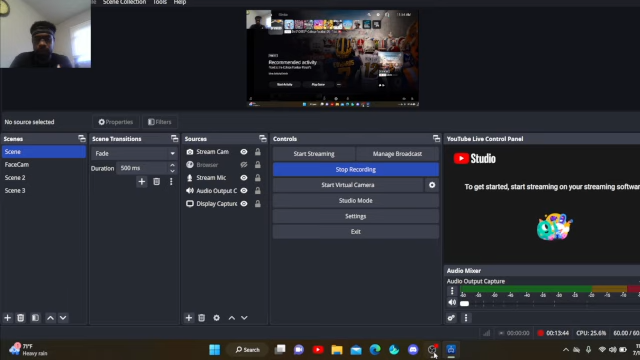 File Scene Collection Tools Help
Recommended activity
No source selected
Properties
Filters
Scenes
Scene
FaceCam
Scene 2
Scene 3
Scene Transitions
Fade
Duration 500 ms
Sources
Stream Cam
Browser
Stream Mic
Audio Output C
Display Capture
Controls
Start Streaming
Manage Broadcast
Stop Recording
Start Virtual Camera
Studio Mode
Settings
Exit
YouTube Live Control Panel
Studio
To get started, start streaming on your streaming software
Audio Mixer
Audio Output Capture
00:00:00
00:13:44
CPU: 25.6%
60.00 / 60
71°F
Heavy rain
Search